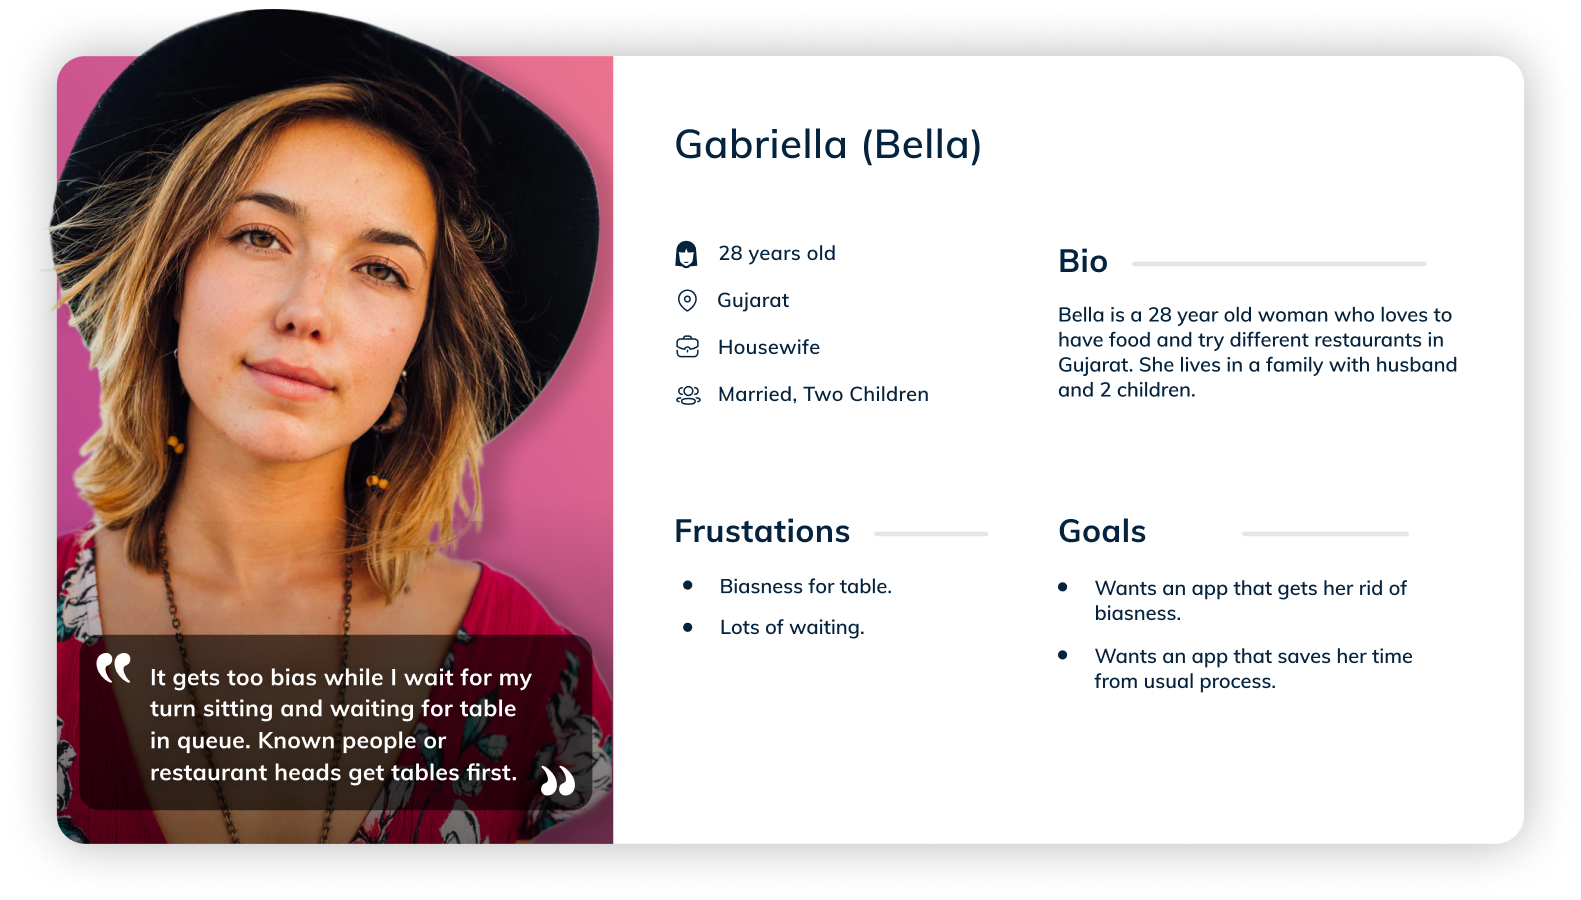 Gabriella (Bella)
28 years old
Gujarat
Housewife
Married, Two Children
Bio
Bella is a 28 year old woman who loves to
have food and try different restaurants in
Gujarat. She lives in a family with husband
and 2 children.
Frustations
Biasness for table.
Lots of waiting.
Goals
Wants an app that gets her rid of
biasness.
Wants an app that saves her time
from usual process.
“ It gets too bias while I wait for my
turn sitting and waiting for table
in queue. Known people or
restaurant heads get tables first. ”